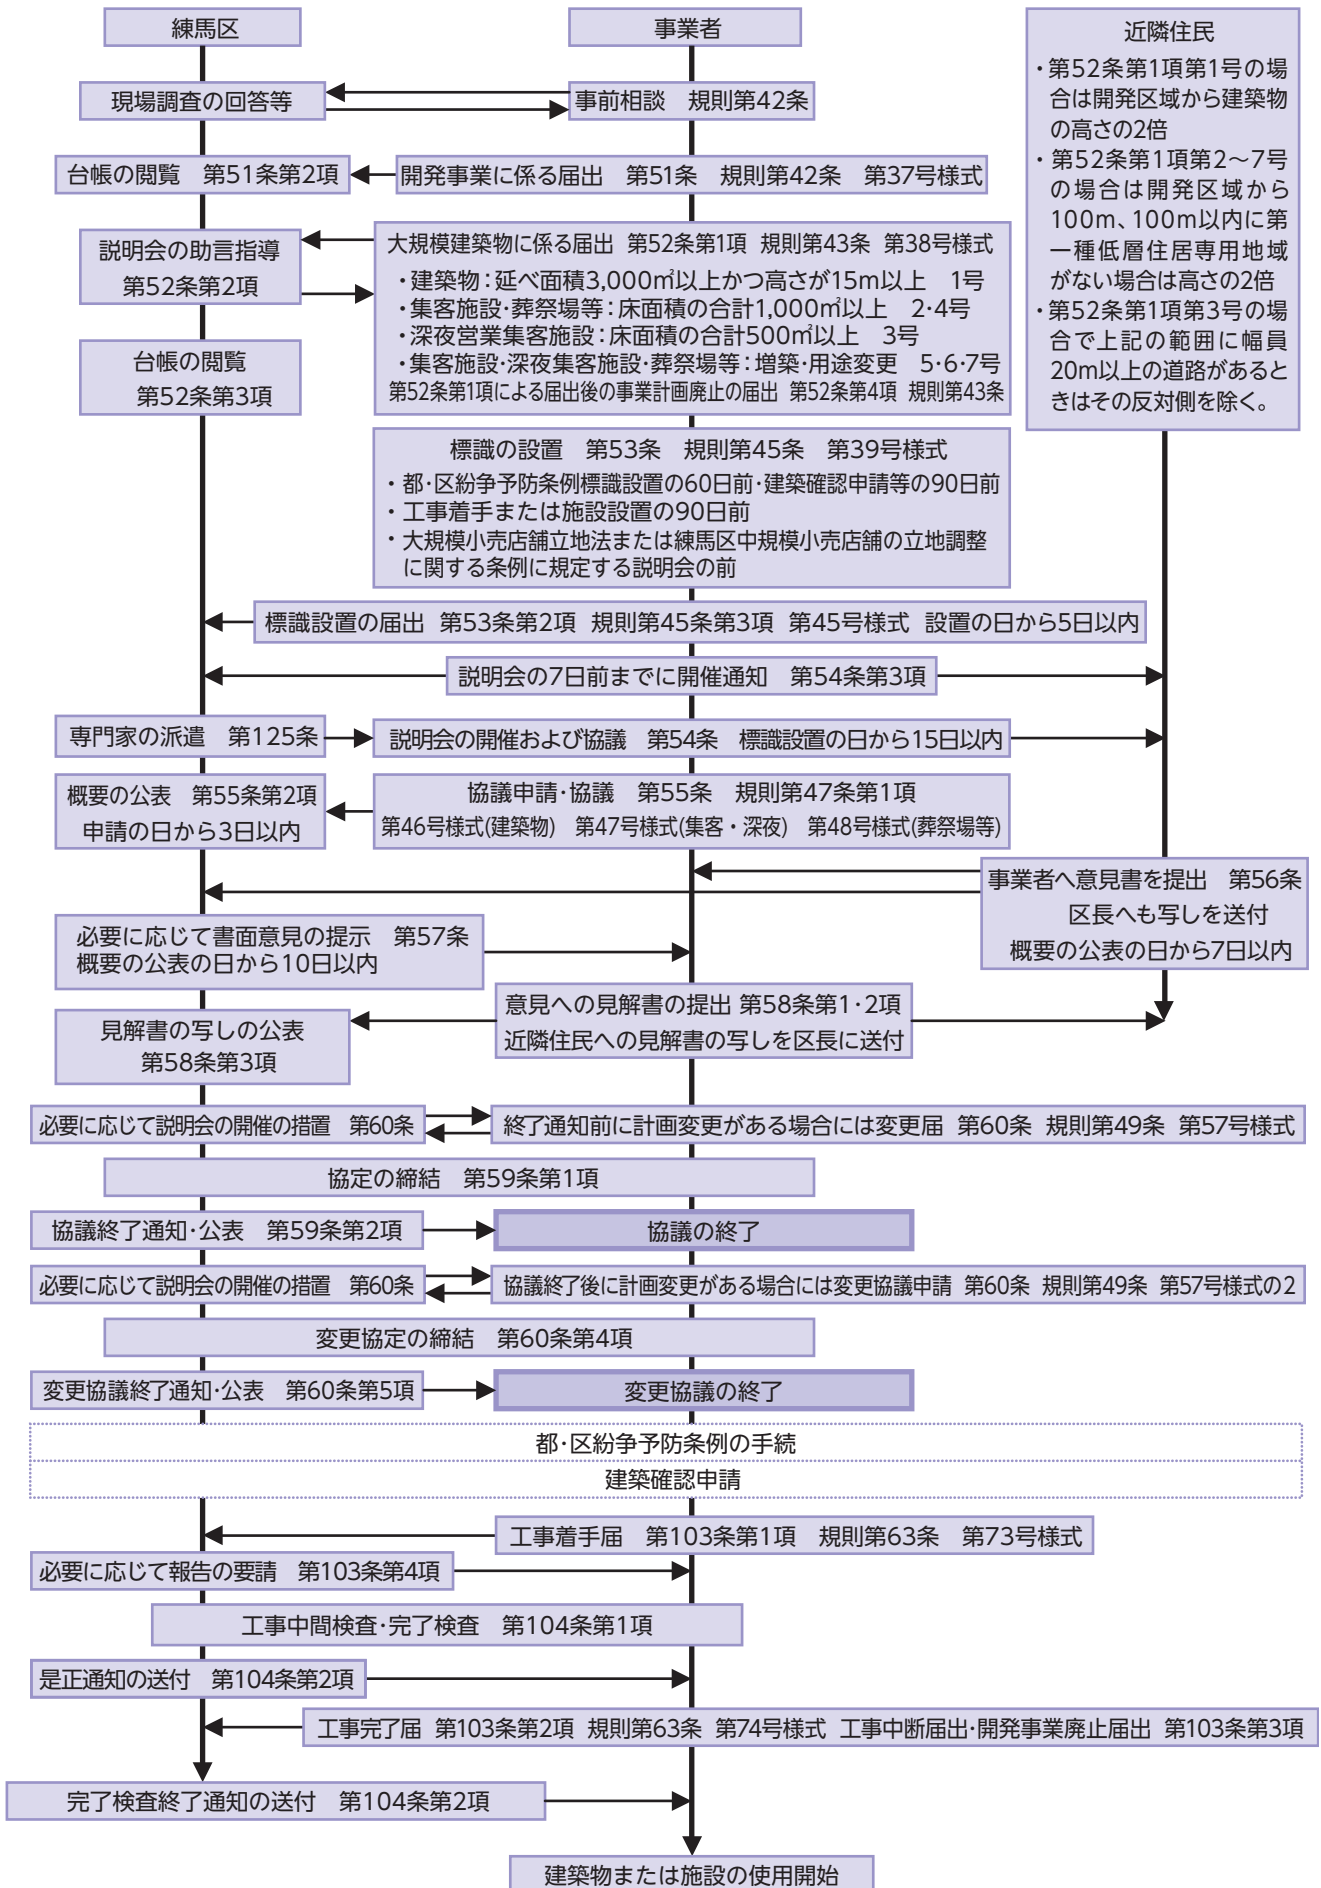 練馬区
事業者
近隣住民
・第52条第1項第1号の場
合は開発区域から建築物
の高さの2倍
・第52条第1項第2～7号
の場合は開発区域から
100m、100m以内に第
一種低層住居専用地域
がない場合は高さの2倍
・第52条第1項第3号の場
合で上記の範囲に幅員
20m以上の道路があると
きはその反対側を除く。
現場調査の回答等
事前相談　規則第42条
台帳の閲覧　第51条第2項
開発事業に係る届出　第51条　規則第42条　第37号様式
説明会の助言指導
第52条第2項
大規模建築物に係る届出 第52条第1項 規則第43条 第38号様式
・建築物：延べ面積3,000㎡以上かつ高さが15m以上　1号
・集客施設・葬祭場等：床面積の合計1,000㎡以上　2・4号
・深夜営業集客施設：床面積の合計500㎡以上　3号
・集客施設・深夜集客施設・葬祭場等：増築・用途変更　5・6・7号
第52条第1項による届出後の事業計画廃止の届出 第52条第4項 規則第43条
台帳の閲覧
第52条第3項
標識の設置　第53条　規則第45条　第39号様式
・都・区紛争予防条例標識設置の60日前・建築確認申請等の90日前
・工事着手または施設設置の90日前
・大規模小売店舗立地法または練馬区中規模小売店舗の立地調整
に関する条例に規定する説明会の前
標識設置の届出 第53条第2項 規則第45条第3項 第45号様式 設置の日から5日以内
説明会の7日前までに開催通知　第54条第3項
専門家の派遣　第125条
説明会の開催および協議　第54条　標識設置の日から15日以内
概要の公表　第55条第2項
申請の日から3日以内
協議申請・協議　第55条　規則第47条第1項
第46号様式(建築物)　第47号様式(集客・深夜)　第48号様式(葬祭場等)
事業者へ意見書を提出　第56条
区長へも写しを送付
概要の公表の日から7日以内
必要に応じて書面意見の提示　第57条
概要の公表の日から10日以内
意見への見解書の提出 第58条第1・2項
近隣住民への見解書の写しを区長に送付
見解書の写しの公表
第58条第3項
必要に応じて説明会の開催の措置　第60条
終了通知前に計画変更がある場合には変更届 第60条 規則第49条 第57号様式
協定の締結　第59条第1項
協議終了通知・公表　第59条第2項
協議の終了
必要に応じて説明会の開催の措置　第60条
協議終了後に計画変更がある場合には変更協議申請 第60条 規則第49条 第57号様式の2
変更協定の締結　第60条第4項
変更協議終了通知・公表　第60条第5項
変更協議の終了
都・区紛争予防条例の手続
建築確認申請
工事着手届　第103条第1項　規則第63条　第73号様式
必要に応じて報告の要請　第103条第4項
工事中間検査・完了検査　第104条第1項
是正通知の送付　第104条第2項
工事完了届 第103条第2項 規則第63条 第74号様式 工事中断届出・開発事業廃止届出 第103条第3項
完了検査終了通知の送付　第104条第2項
建築物または施設の使用開始